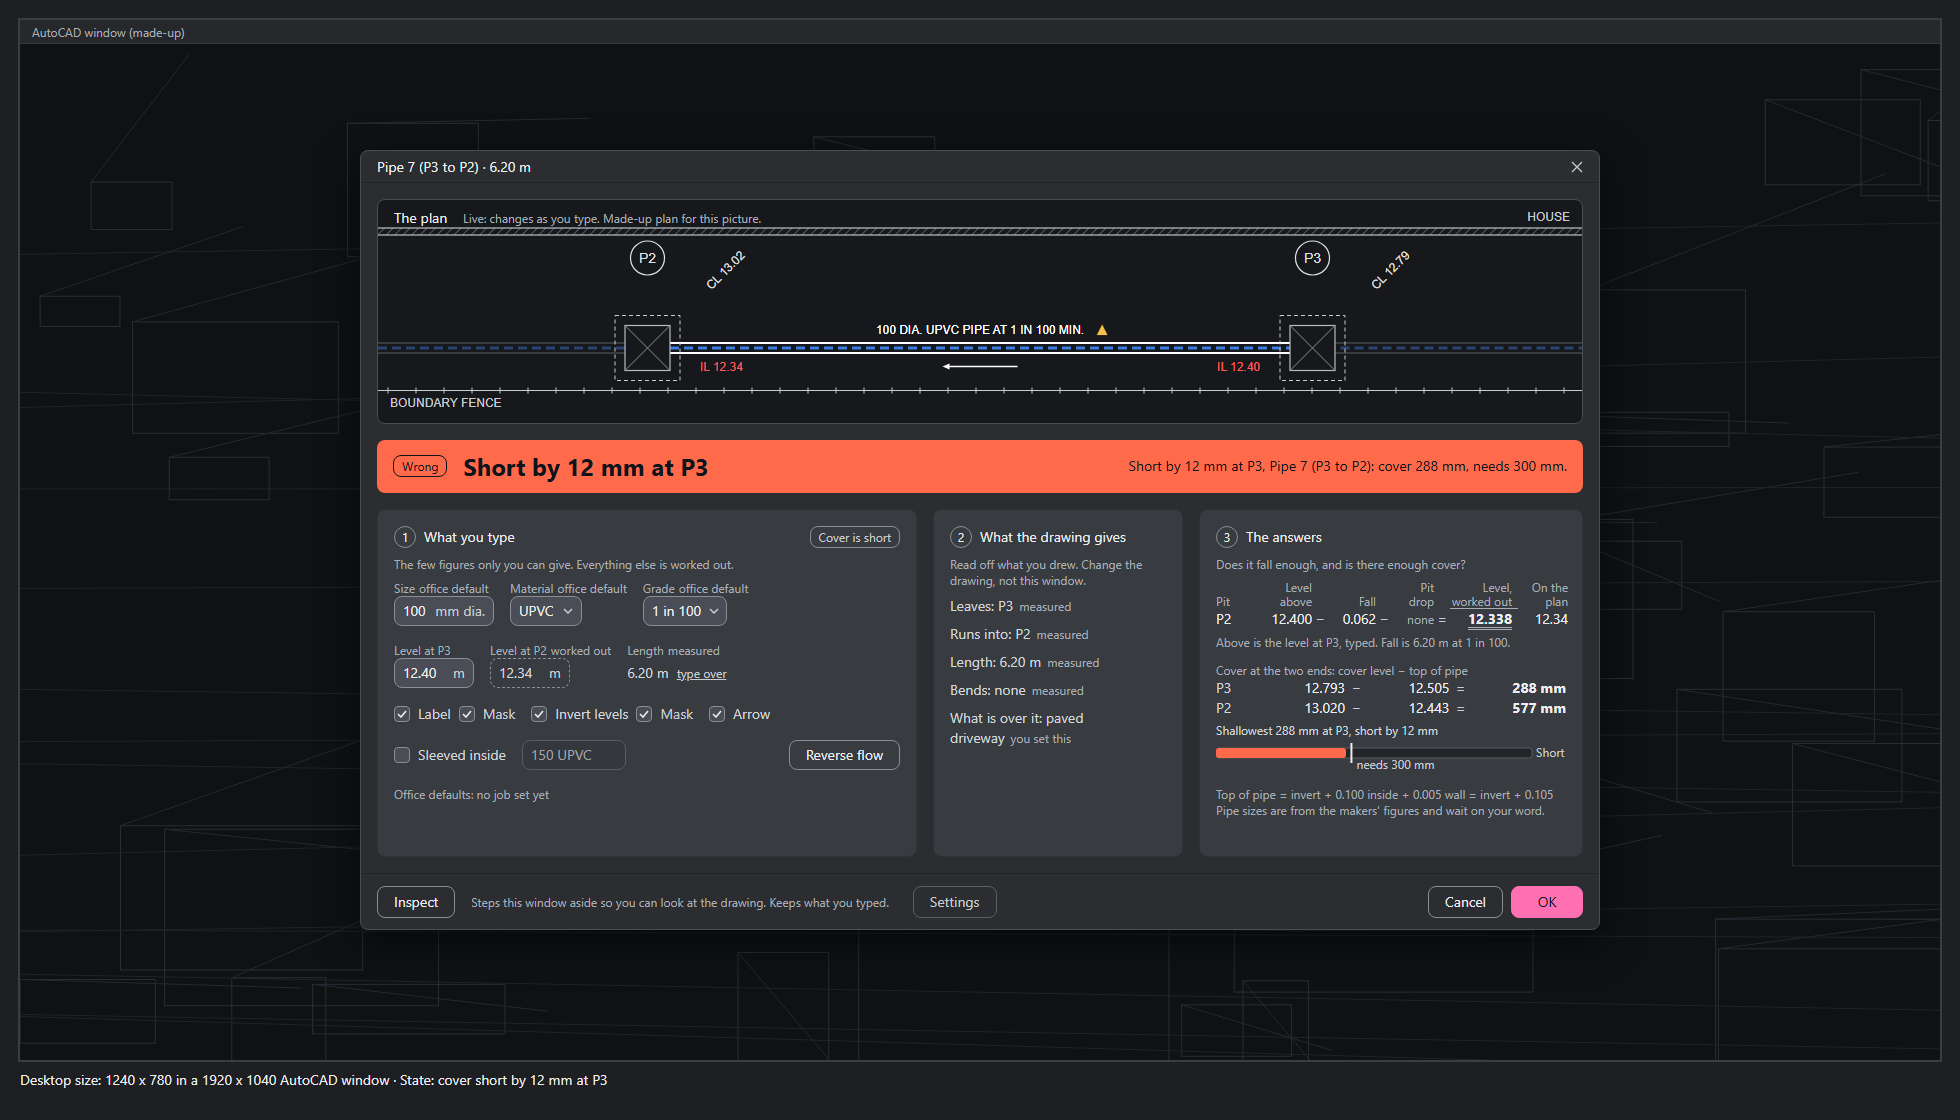 AutoCAD window (made-up)
Pipe 7 (P3 to P2) · 6.20 m
The plan Live: changes as you type. Made-up plan for this picture.
HOUSE
P2
CL 13.02
P3
CL 12.79
100 DIA. UPVC PIPE AT 1 IN 100 MIN.
IL 12.34
IL 12.40
BOUNDARY FENCE
Wrong
Short by 12 mm at P3
Short by 12 mm at P3, Pipe 7 (P3 to P2): cover 288 mm, needs 300 mm.
1 What you type
Cover is short
The few figures only you can give. Everything else is worked out.
Size office default Material office default Grade office default
100 mm dia. UPVC 1 in 100
Level at P3 Level at P2 worked out Length measured
12.40 m 12.34 m 6.20 m type over
Label Mask Invert levels Mask Arrow
Sleeved inside 150 UPVC Reverse flow
Office defaults: no job set yet
2 What the drawing gives
Read off what you drew. Change the
drawing, not this window.
Leaves: P3 measured
Runs into: P2 measured
Length: 6.20 m measured
Bends: none measured
What is over it: paved
driveway you set this
3 The answers
Does it fall enough, and is there enough cover?
Level Pit Level, On the
Pit above Fall drop worked out plan
P2 12.400 − 0.062 − none = 12.338 12.34
Above is the level at P3, typed. Fall is 6.20 m at 1 in 100.
Cover at the two ends: cover level − top of pipe
P3 12.793 − 12.505 = 288 mm
P2 13.020 − 12.443 = 577 mm
Shallowest 288 mm at P3, short by 12 mm
Short
needs 300 mm
Top of pipe = invert + 0.100 inside + 0.005 wall = invert + 0.105
Pipe sizes are from the makers' figures and wait on your word.
Inspect Steps this window aside so you can look at the drawing. Keeps what you typed. Settings Cancel OK
Desktop size: 1240 x 780 in a 1920 x 1040 AutoCAD window · State: cover short by 12 mm at P3